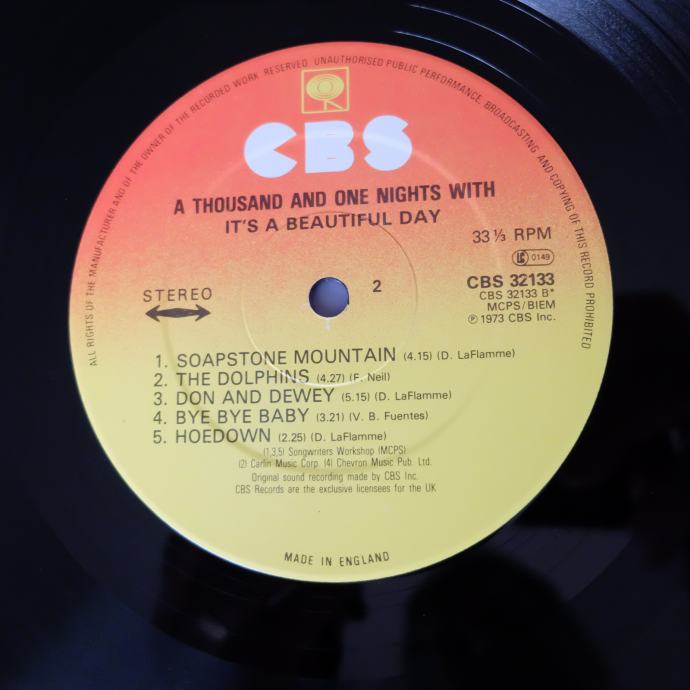 ALL RIGHTS OF THE MANUFACTURER AND OF THE OWNER OF THE RECORDED WORK RESERVED. UNAUTHORISED PUBLIC PERFORMANCE, BROADCASTING AND COPYING OF THIS RECORD PROHIBITED
CBS
A THOUSAND AND ONE NIGHTS WITH
IT'S A BEAUTIFUL DAY
33 ⅓ RPM
LC 0149
STEREO
2
CBS 32133
CBS 32133 B*
MCPS/BIEM
℗ 1973 CBS Inc.
1. SOAPSTONE MOUNTAIN (4.15) (D. LaFlamme)
2. THE DOLPHINS (4.27) (F. Neil)
3. DON AND DEWEY (5.15) (D. LaFlamme)
4. BYE BYE BABY (3.21) (V. B. Fuentes)
5. HOEDOWN (2.25) (D. LaFlamme)
(1,3,5) Songwriters Workshop (MCPS)
(2) Carlin Music Corp. (4) Chevron Music Pub. Ltd.
Original sound recording made by CBS Inc.
CBS Records are the exclusive licensees for the UK
MADE IN ENGLAND